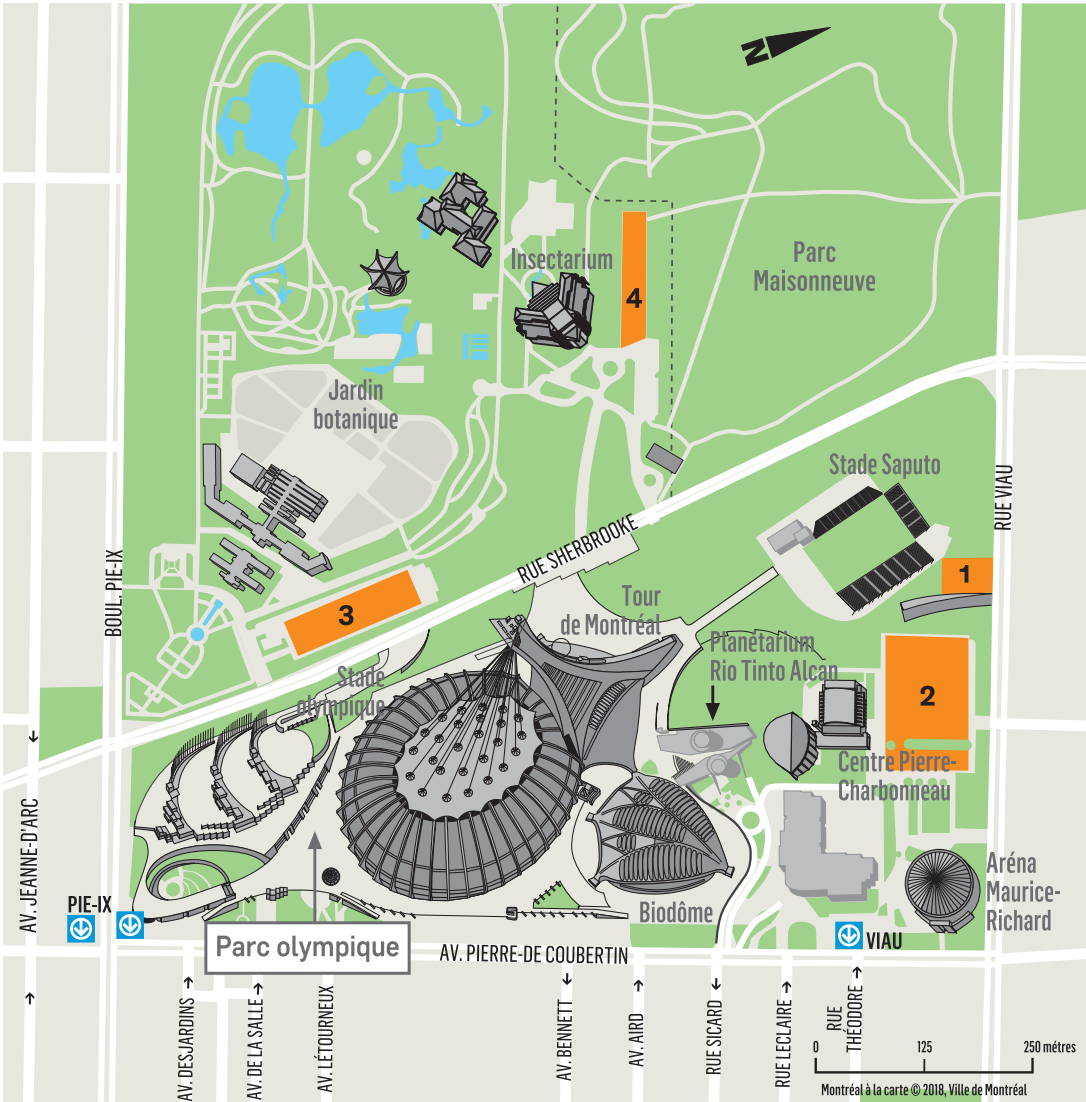 N
Insectarium
4
Parc
Maisonneuve
Jardin
botanique
Stade Saputo
RUE VIAU
RUE SHERBROOKE
BOUL. PIE-IX
1
3
Tour
de Montréal
Planétarium
Rio Tinto Alcan
Stade
olympique
2
Centre Pierre-
Charbonneau
AV. JEANNE-D'ARC
Aréna
Maurice-
Richard
PIE-IX
Biodôme
VIAU
Parc olympique
AV. PIERRE-DE COUBERTIN
AV. DESJARDINS
AV. DE LA SALLE
AV. LÉTOURNEUX
AV. BENNETT
AV. AIRD
RUE SICARD
RUE LECLAIRE
RUE
THÉODORE
0 125 250 métres
Montréal à la carte © 2018, Ville de Montréal